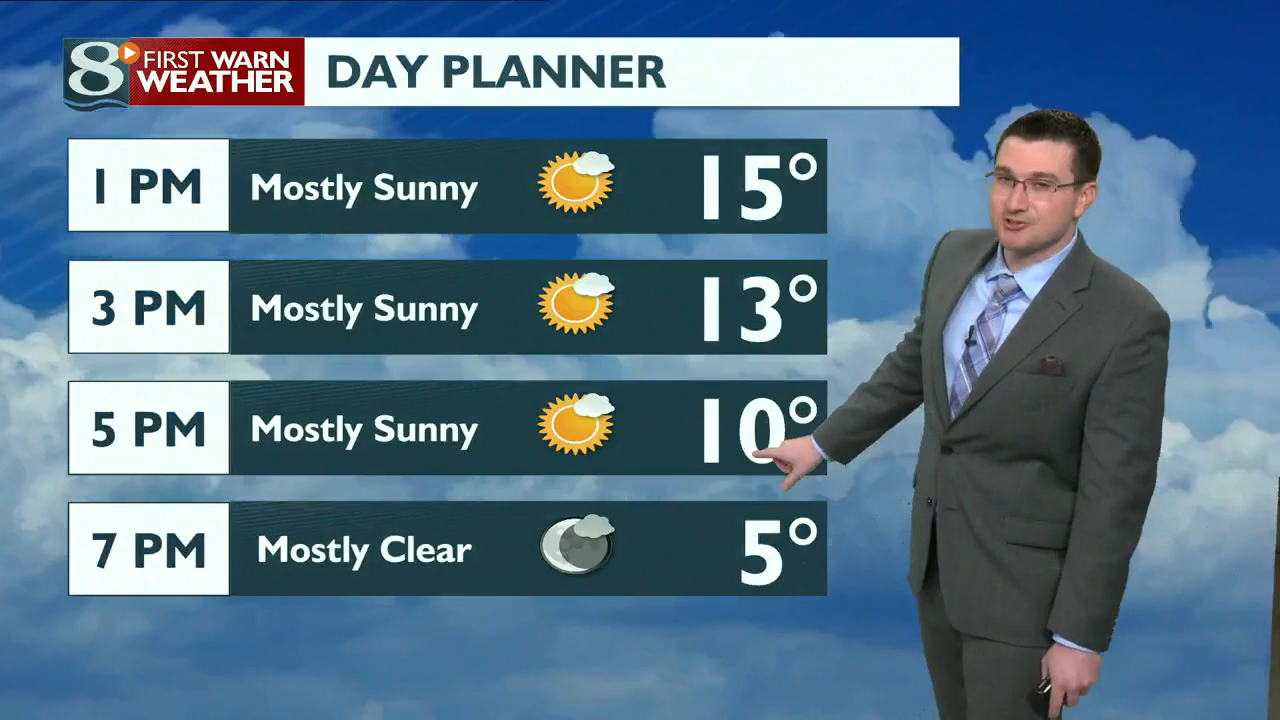 8 FIRST WARN
WEATHER
DAY PLANNER
1 PM Mostly Sunny 15°
3 PM Mostly Sunny 13°
5 PM Mostly Sunny 10°
7 PM Mostly Clear 5°